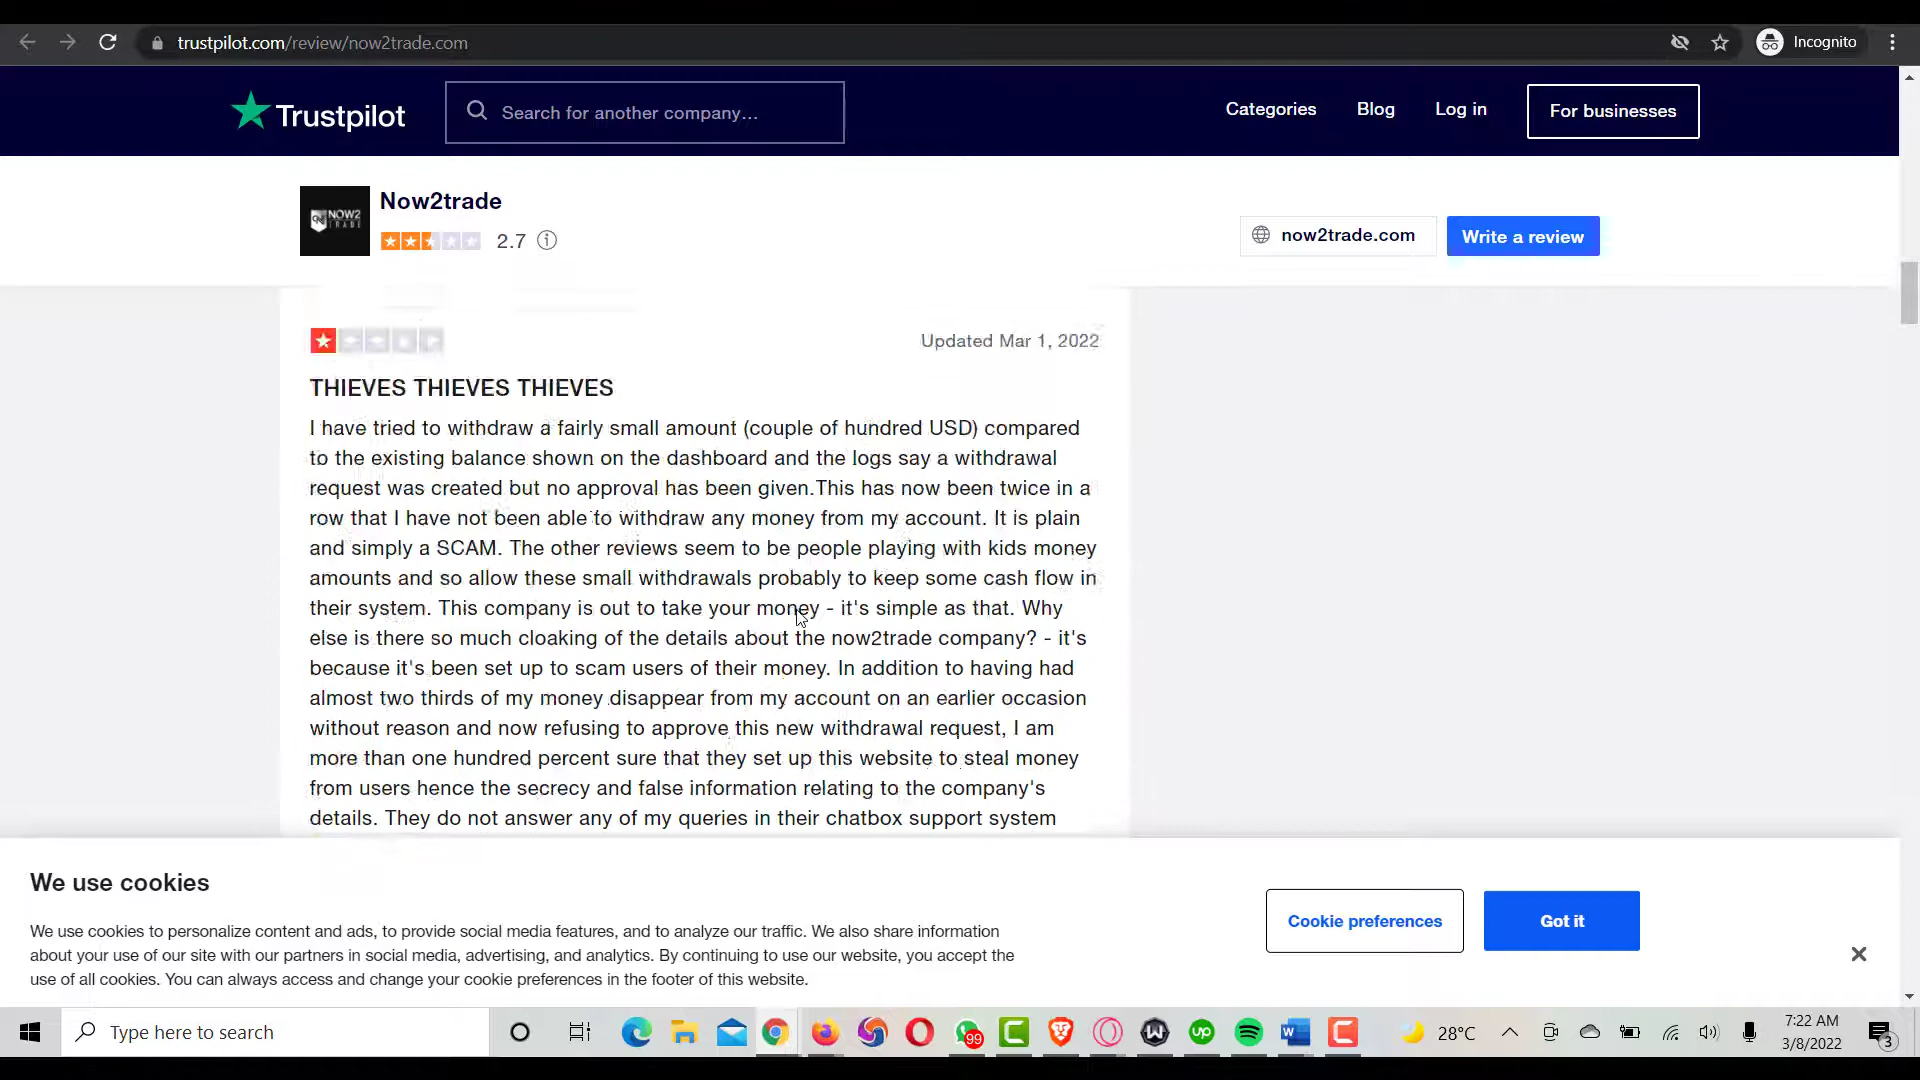 trustpilot.com/review/now2trade.com
Incognito
Trustpilot
Search for another company...
Categories
Blog
Log in
For businesses
NOW2
TRADE
Now2trade
2.7
now2trade.com
Write a review
Updated Mar 1, 2022
THIEVES THIEVES THIEVES
I have tried to withdraw a fairly small amount (couple of hundred USD) compared
to the existing balance shown on the dashboard and the logs say a withdrawal
request was created but no approval has been given.This has now been twice in a
row that I have not been able to withdraw any money from my account. It is plain
and simply a SCAM. The other reviews seem to be people playing with kids money
amounts and so allow these small withdrawals probably to keep some cash flow in
their system. This company is out to take your money - it's simple as that. Why
else is there so much cloaking of the details about the now2trade company? - it's
because it's been set up to scam users of their money. In addition to having had
almost two thirds of my money disappear from my account on an earlier occasion
without reason and now refusing to approve this new withdrawal request, I am
more than one hundred percent sure that they set up this website to steal money
from users hence the secrecy and false information relating to the company's
details. They do not answer any of my queries in their chatbox support system
We use cookies
We use cookies to personalize content and ads, to provide social media features, and to analyze our traffic. We also share information
about your use of our site with our partners in social media, advertising, and analytics. By continuing to use our website, you accept the
use of all cookies. You can always access and change your cookie preferences in the footer of this website.
Cookie preferences
Got it
Type here to search
99
up
28°C
7:22 AM
3/8/2022
3